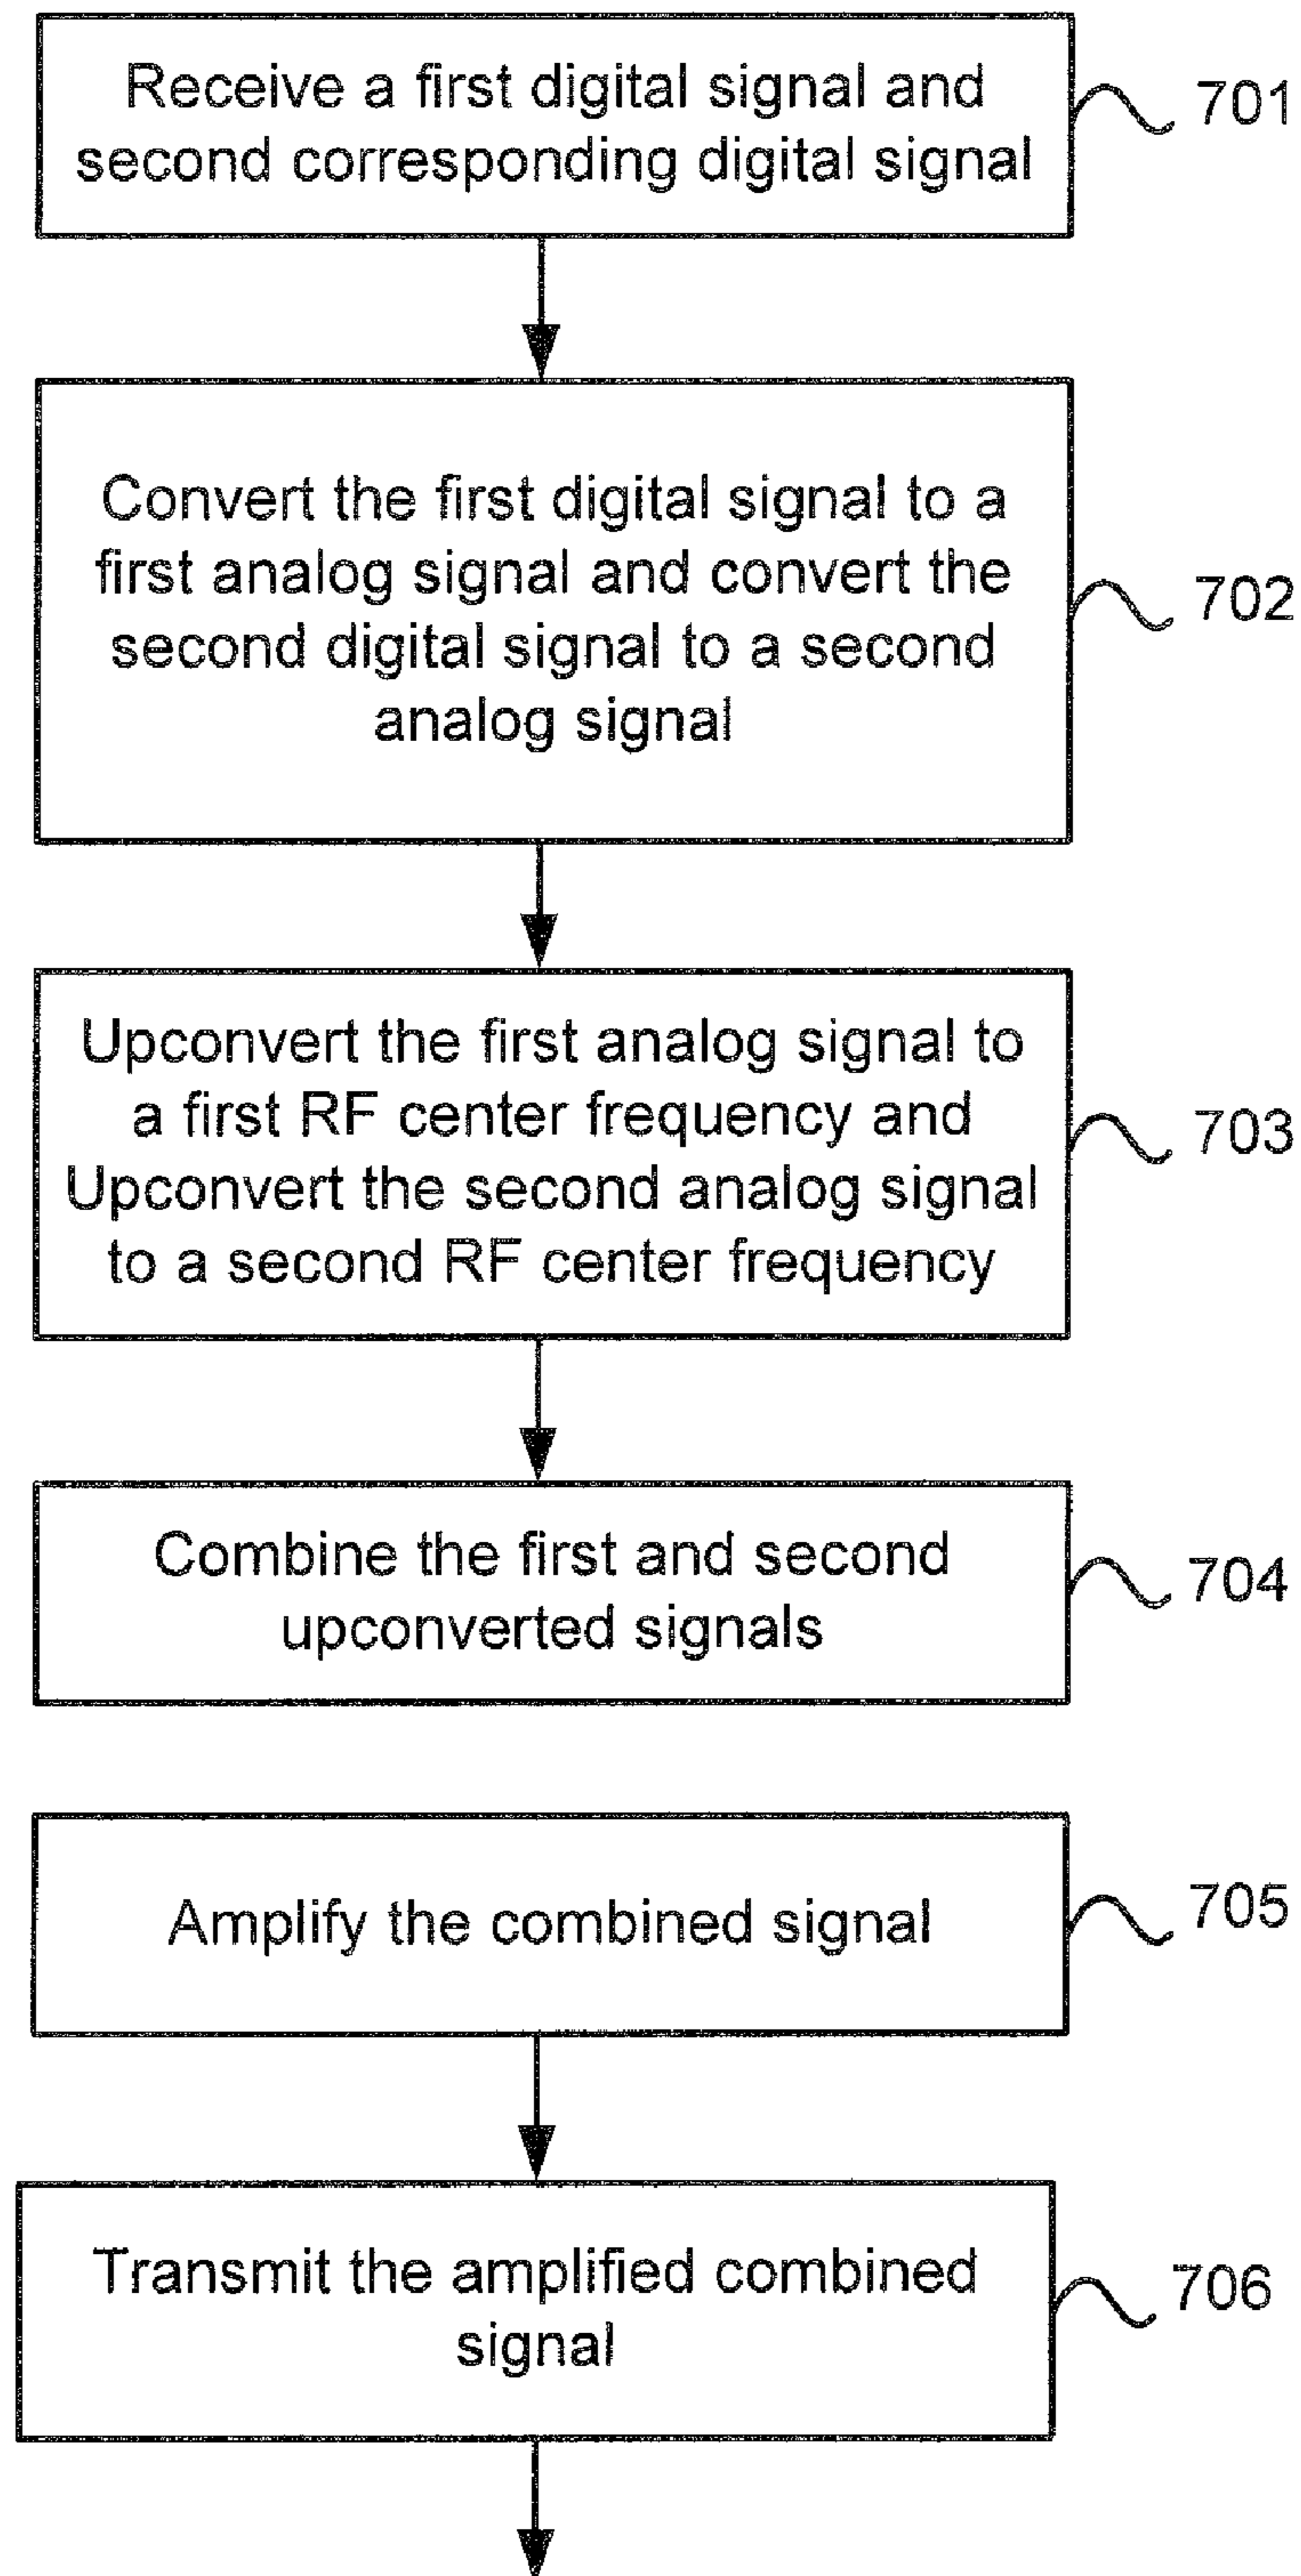 Receive a first digital signal and
second corresponding digital signal
701
Convert the first digital signal to a
first analog signal and convert the
second digital signal to a second
analog signal
702
Upconvert the first analog signal to
a first RF center frequency and
Upconvert the second analog signal
to a second RF center frequency
703
Combine the first and second
upconverted signals
704
Amplify the combined signal
705
Transmit the amplified combined
signal
706